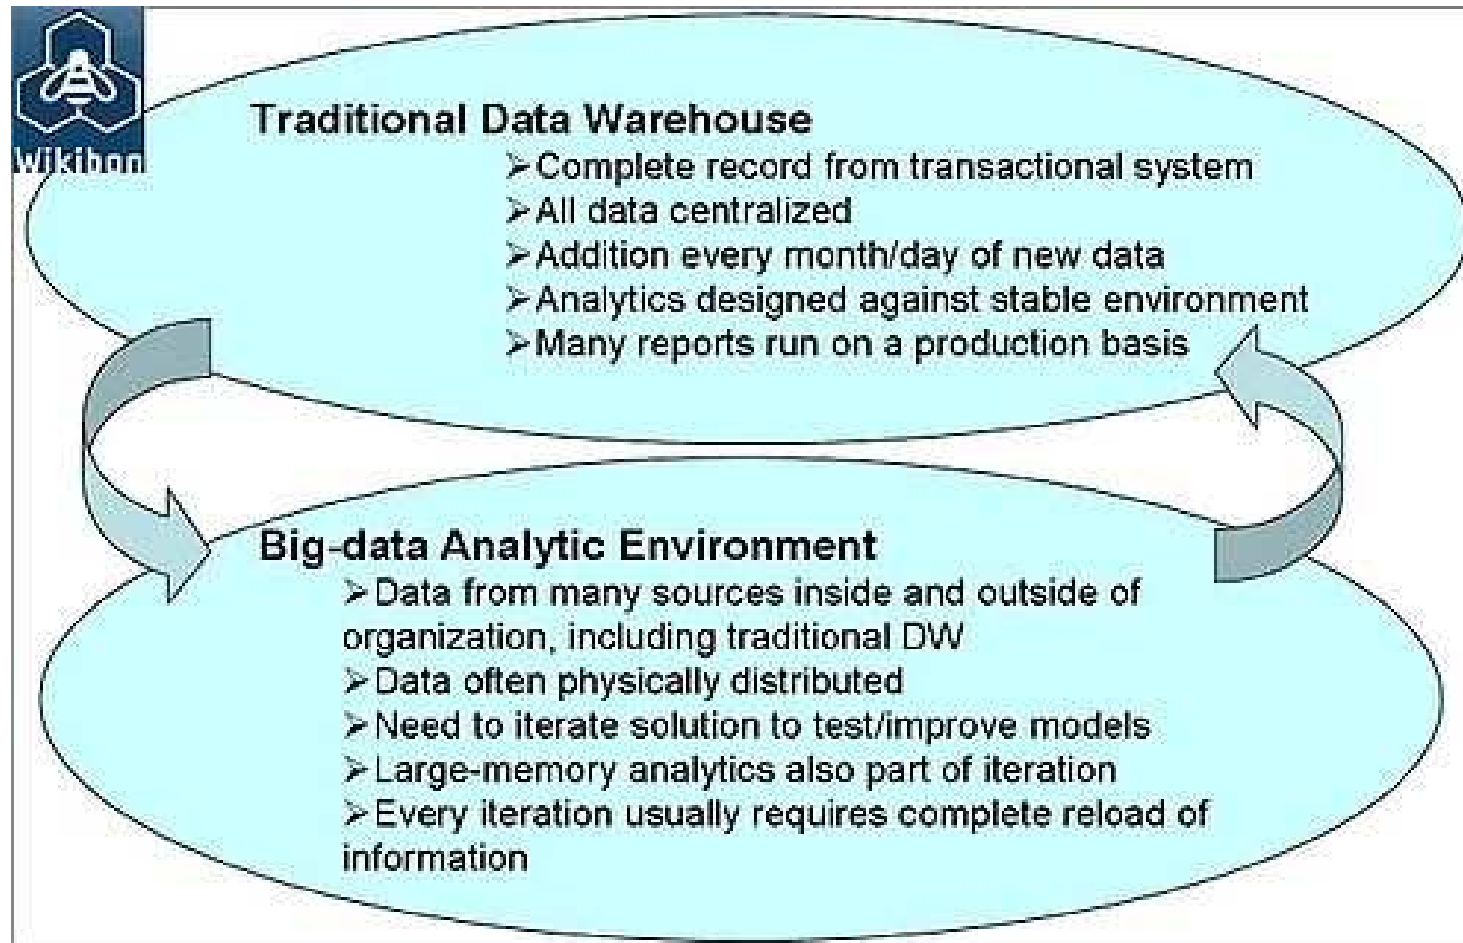 Wikibon
Traditional Data Warehouse
➢Complete record from transactional system
➢All data centralized
➢Addition every month/day of new data
➢Analytics designed against stable environment
➢Many reports run on a production basis
Big-data Analytic Environment
➢Data from many sources inside and outside of
organization, including traditional DW
➢Data often physically distributed
➢Need to iterate solution to test/improve models
➢Large-memory analytics also part of iteration
➢Every iteration usually requires complete reload of
information